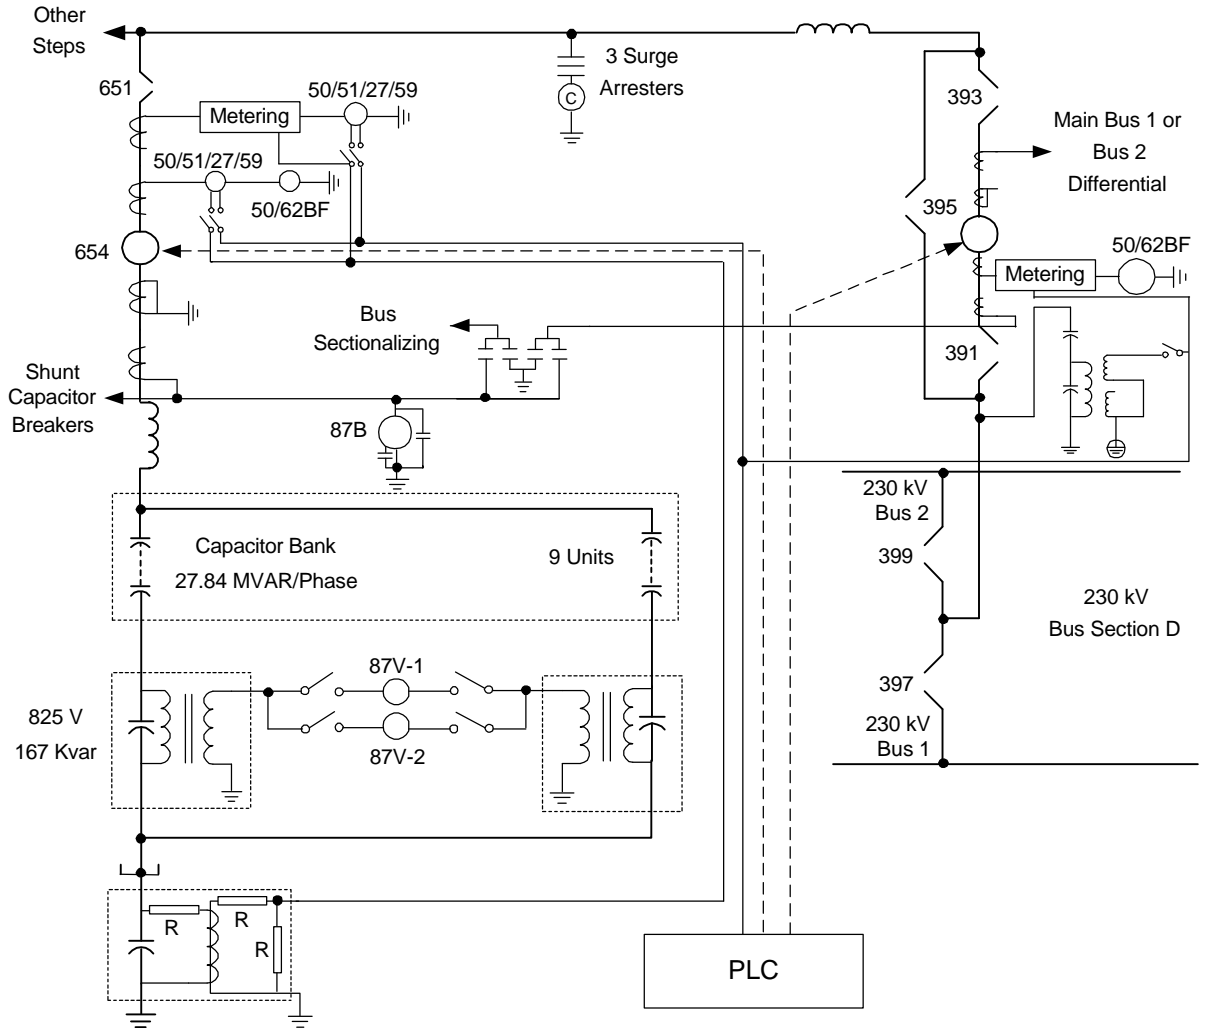 Other
Steps
651
Metering
50/51/27/59
50/51/27/59
50/62BF
654
3 Surge
Arresters
C
393
Main Bus 1 or
Bus 2
Differential
395
50/62BF
Metering
391
Bus
Sectionalizing
Shunt
Capacitor
Breakers
87B
230 kV
Bus 2
399
230 kV
Bus Section D
397
230 kV
Bus 1
Capacitor Bank
27.84 MVAR/Phase
9 Units
825 V
167 Kvar
87V-1
87V-2
R
R
R
PLC